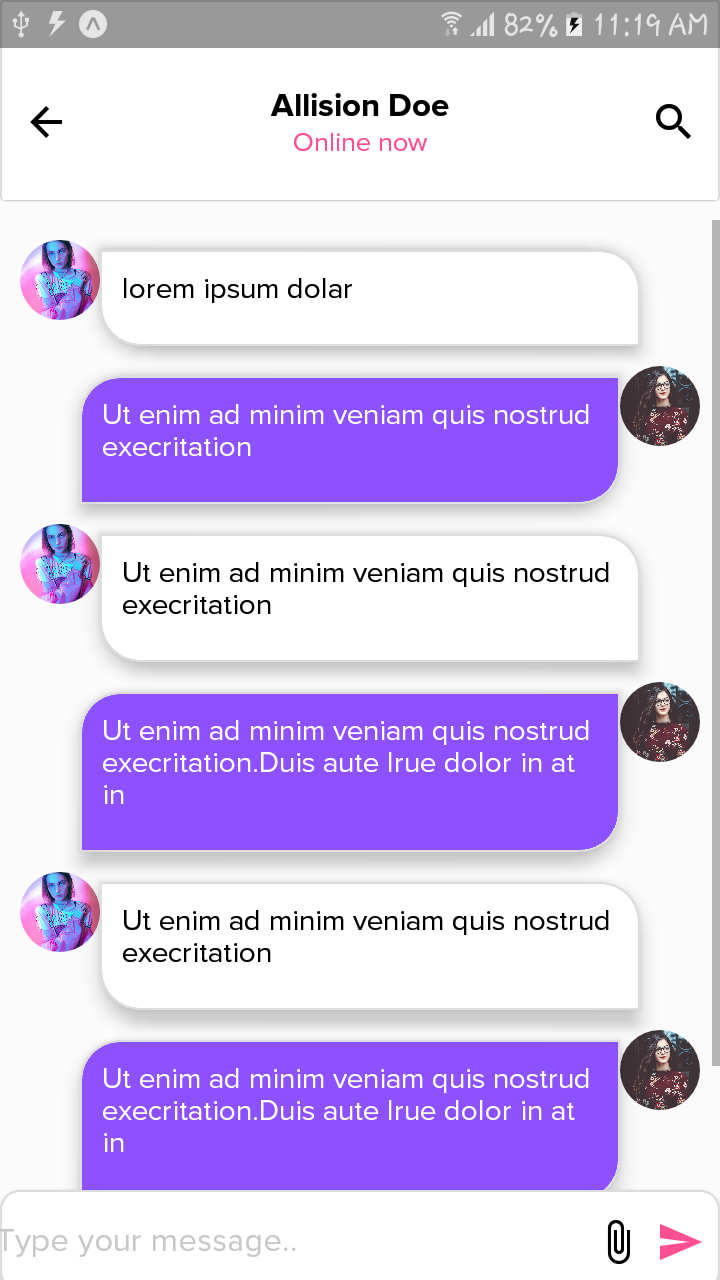 82% 11:19 AM
Allision Doe
Online now
lorem ipsum dolar
Ut enim ad minim veniam quis nostrud
execritation
Ut enim ad minim veniam quis nostrud
execritation
Ut enim ad minim veniam quis nostrud
execritation.Duis aute Irue dolor in at
in
Ut enim ad minim veniam quis nostrud
execritation
Ut enim ad minim veniam quis nostrud
execritation.Duis aute Irue dolor in at
in
Type your message..